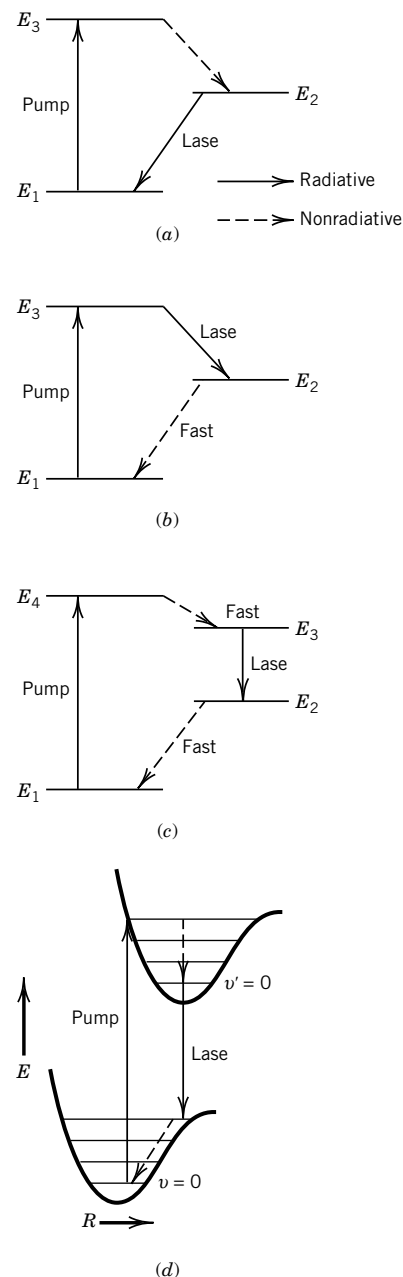 E3
Pump
E2
Lase
E1
Radiative
Nonradiative
(a)
E3
Lase
Pump
E2
Fast
E1
(b)
E4
Fast
E3
Pump
Lase
E2
Fast
E1
(c)
υ′ = 0
Pump
Lase
E
υ = 0
R
(d)